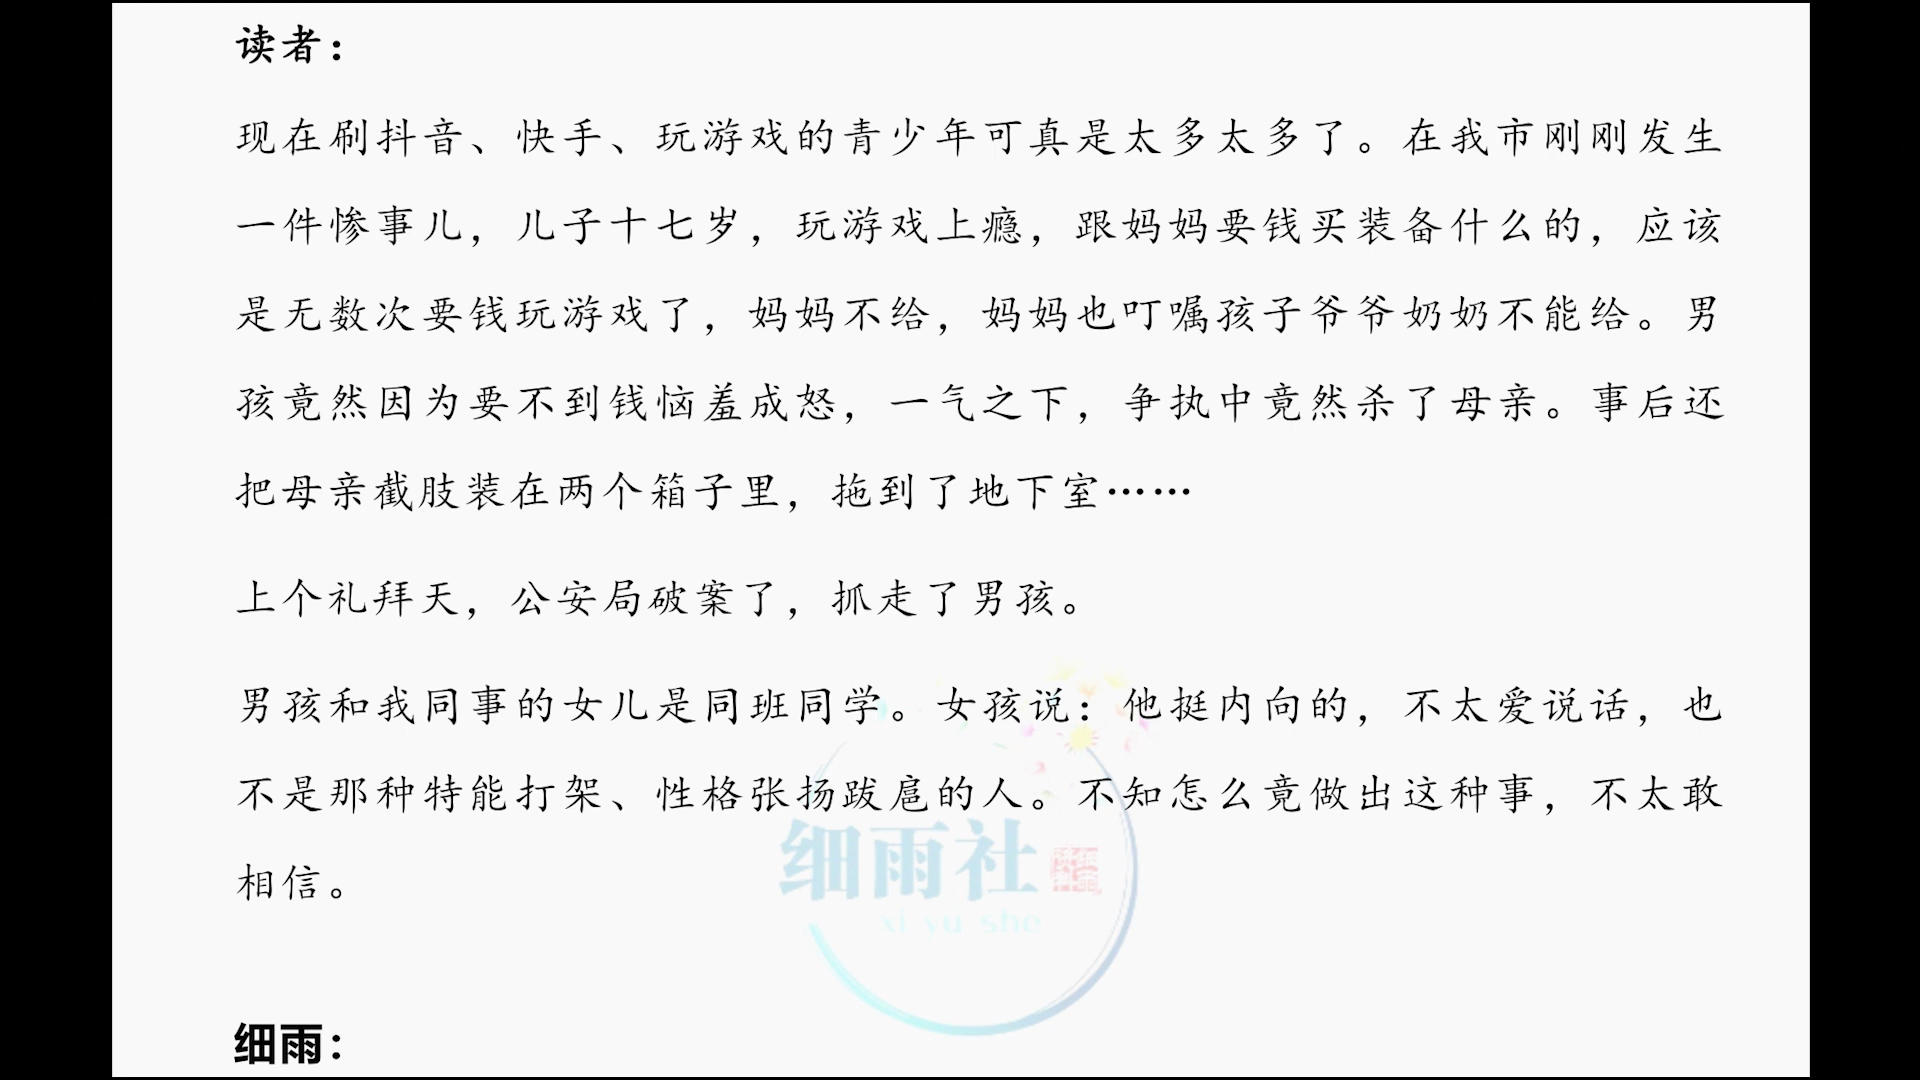 读者：
现在刷抖音、快手、玩游戏的青少年可真是太多太多了。在我市刚刚发生
一件惨事儿，儿子十七岁，玩游戏上瘾，跟妈妈要钱买装备什么的，应该
是无数次要钱玩游戏了，妈妈不给，妈妈也叮嘱孩子爷爷奶奶不能给。男
孩竟然因为要不到钱恼羞成怒，一气之下，争执中竟然杀了母亲。事后还
把母亲截肢装在两个箱子里，拖到了地下室……
上个礼拜天，公安局破案了，抓走了男孩。
男孩和我同事的女儿是同班同学。女孩说：他挺内向的，不太爱说话，也
不是那种特能打架、性格张扬跋扈的人。不知怎么竟做出这种事，不太敢
相信。
细雨社
xi yu she
细雨：